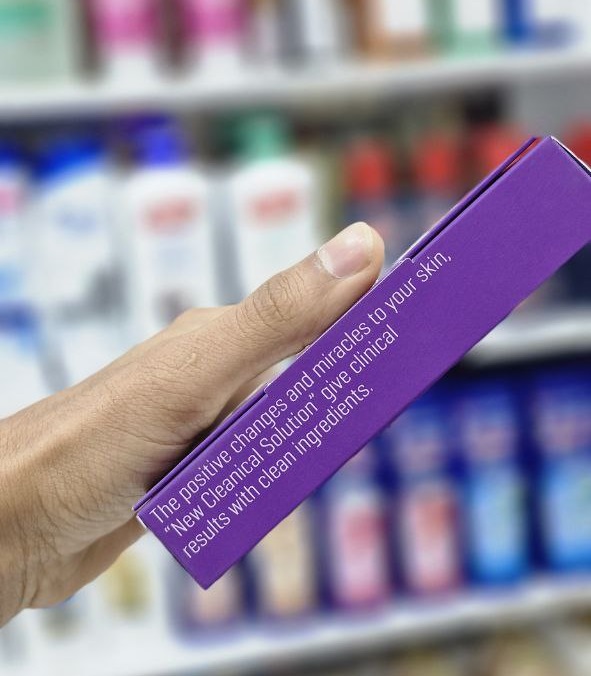 The positive changes and miracles to your skin,
"New Cleanical Solution" give clinical
results with clean ingredients.